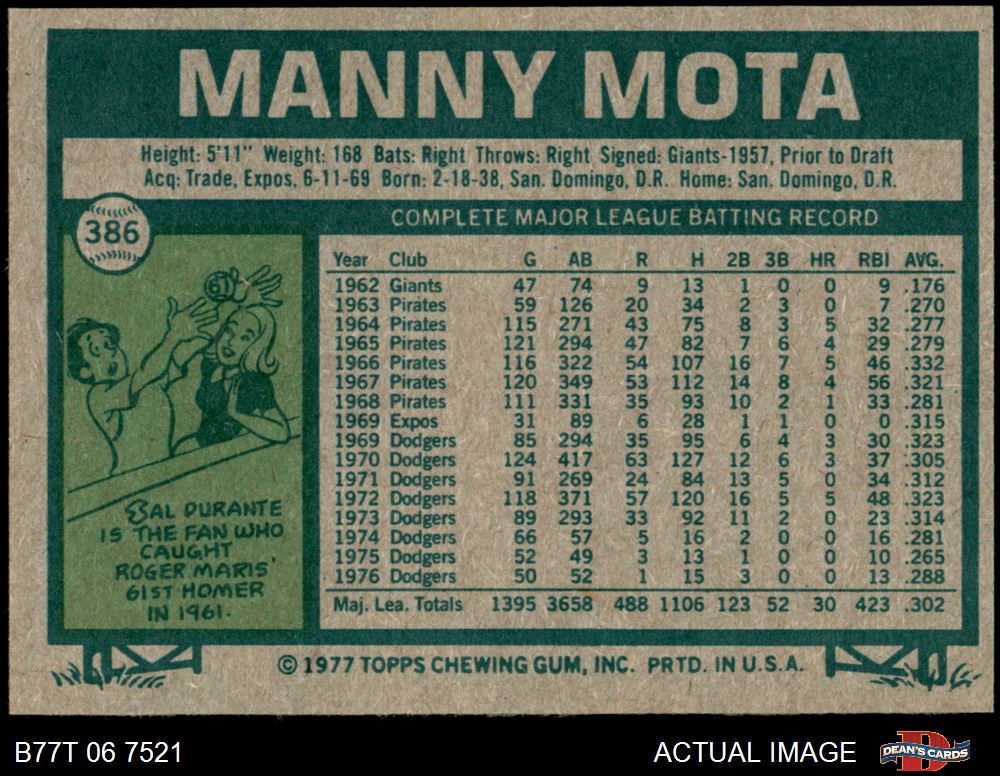 MANNY MOTA
Height: 5'11" Weight: 168 Bats: Right Throws: Right Signed: Giants-1957, Prior to Draft
Acq: Trade, Expos, 6-11-69 Born: 2-18-38, San. Domingo, D.R. Home: San. Domingo, D.R.
386
COMPLETE MAJOR LEAGUE BATTING RECORD
Year Club G AB R H 2B 3B HR RBI AVG.
1962 Giants 47 74 9 13 1 0 0 9 .176
1963 Pirates 59 126 20 34 2 3 0 7 .270
1964 Pirates 115 271 43 75 8 3 5 32 .277
1965 Pirates 121 294 47 82 7 6 4 29 .279
1966 Pirates 116 322 54 107 16 7 5 46 .332
1967 Pirates 120 349 53 112 14 8 4 56 .321
1968 Pirates 111 331 35 93 10 2 1 33 .281
1969 Expos 31 89 6 28 1 1 0 0 .315
1969 Dodgers 85 294 35 95 6 4 3 30 .323
1970 Dodgers 124 417 63 127 12 6 3 37 .305
1971 Dodgers 91 269 24 84 13 5 0 34 .312
1972 Dodgers 118 371 57 120 16 5 5 48 .323
1973 Dodgers 89 293 33 92 11 2 0 23 .314
1974 Dodgers 66 57 5 16 2 0 0 16 .281
1975 Dodgers 52 49 3 13 1 0 0 10 .265
1976 Dodgers 50 52 1 15 3 0 0 13 .288
Maj. Lea. Totals 1395 3658 488 1106 123 52 30 423 .302
61
SAL DURANTE
IS THE FAN WHO
CAUGHT
ROGER MARIS'
61ST HOMER
IN 1961.
© 1977 TOPPS CHEWING GUM, INC. PRTD. IN U.S.A.
B77T 06 7521
ACTUAL IMAGE
DEAN'S CARDS